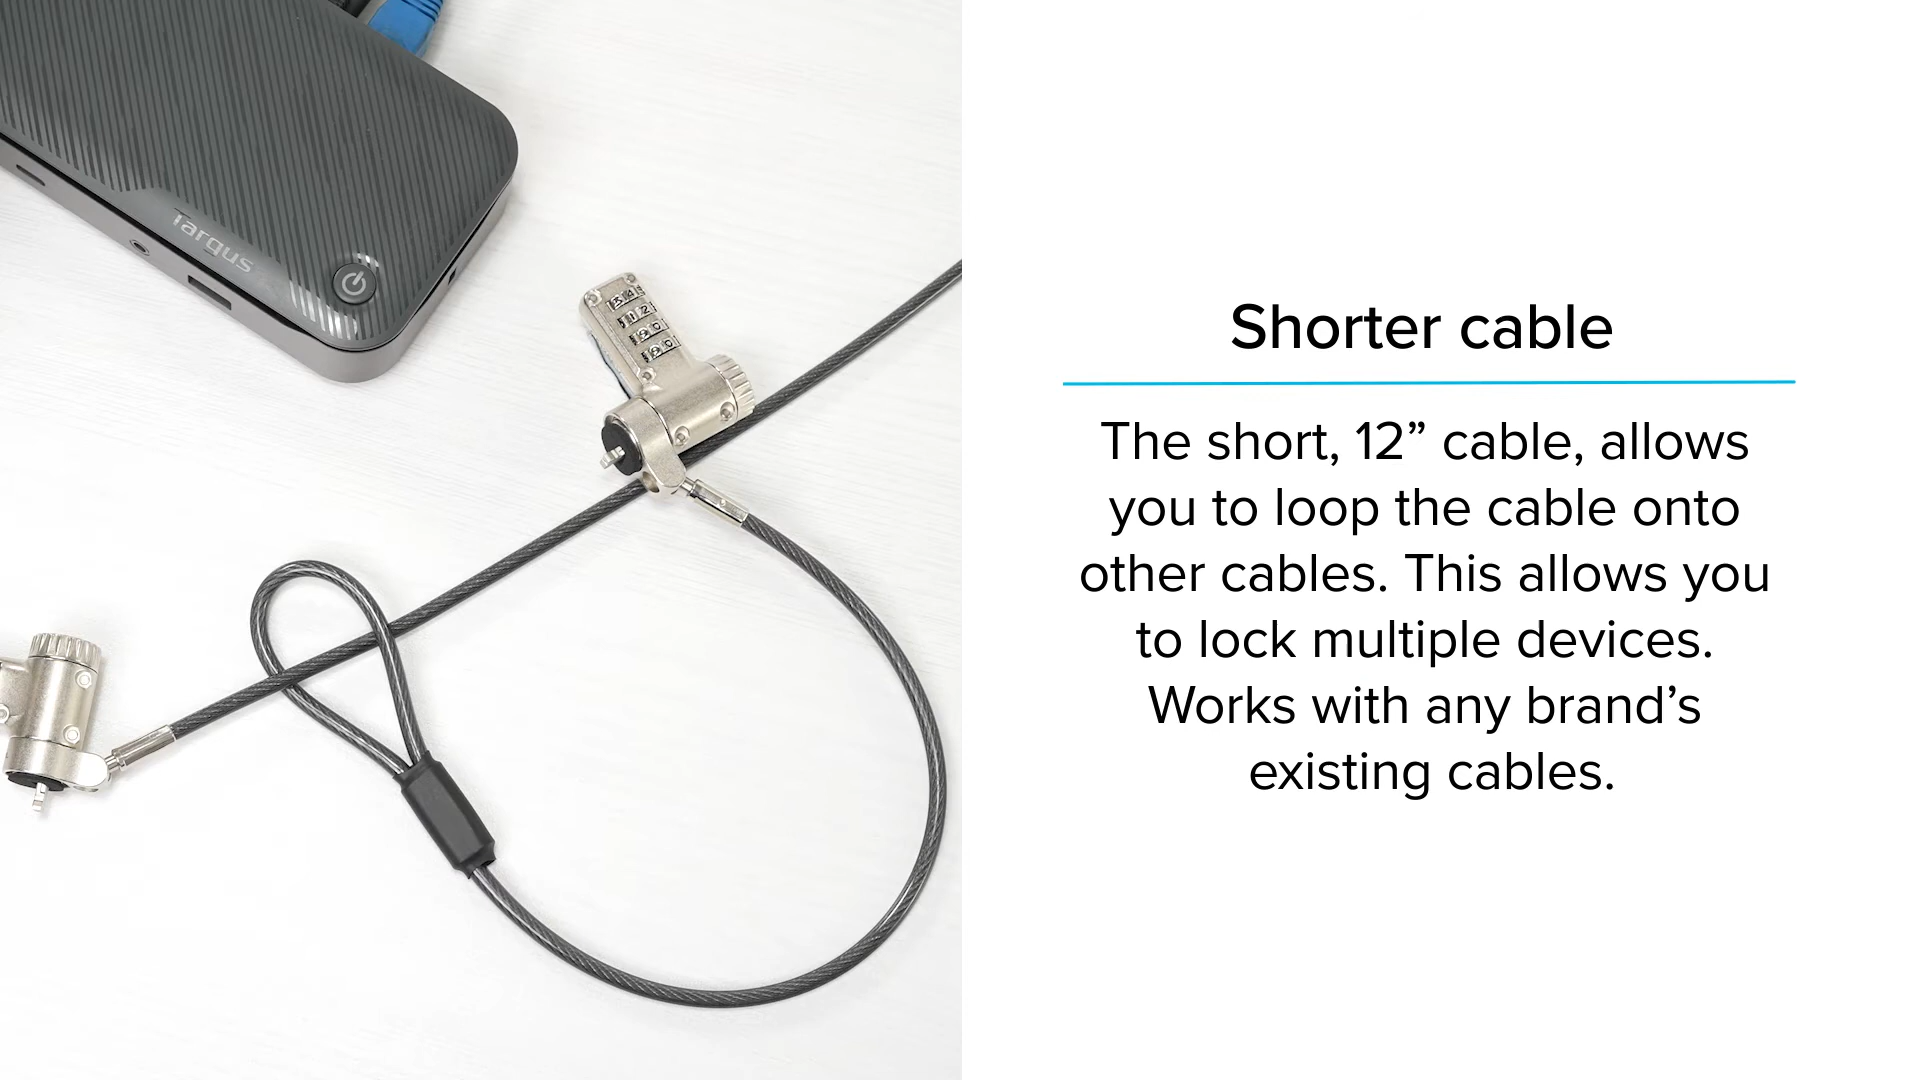 Targus
Shorter cable
The short, 12” cable, allows
you to loop the cable onto
other cables. This allows you
to lock multiple devices.
Works with any brand’s
existing cables.